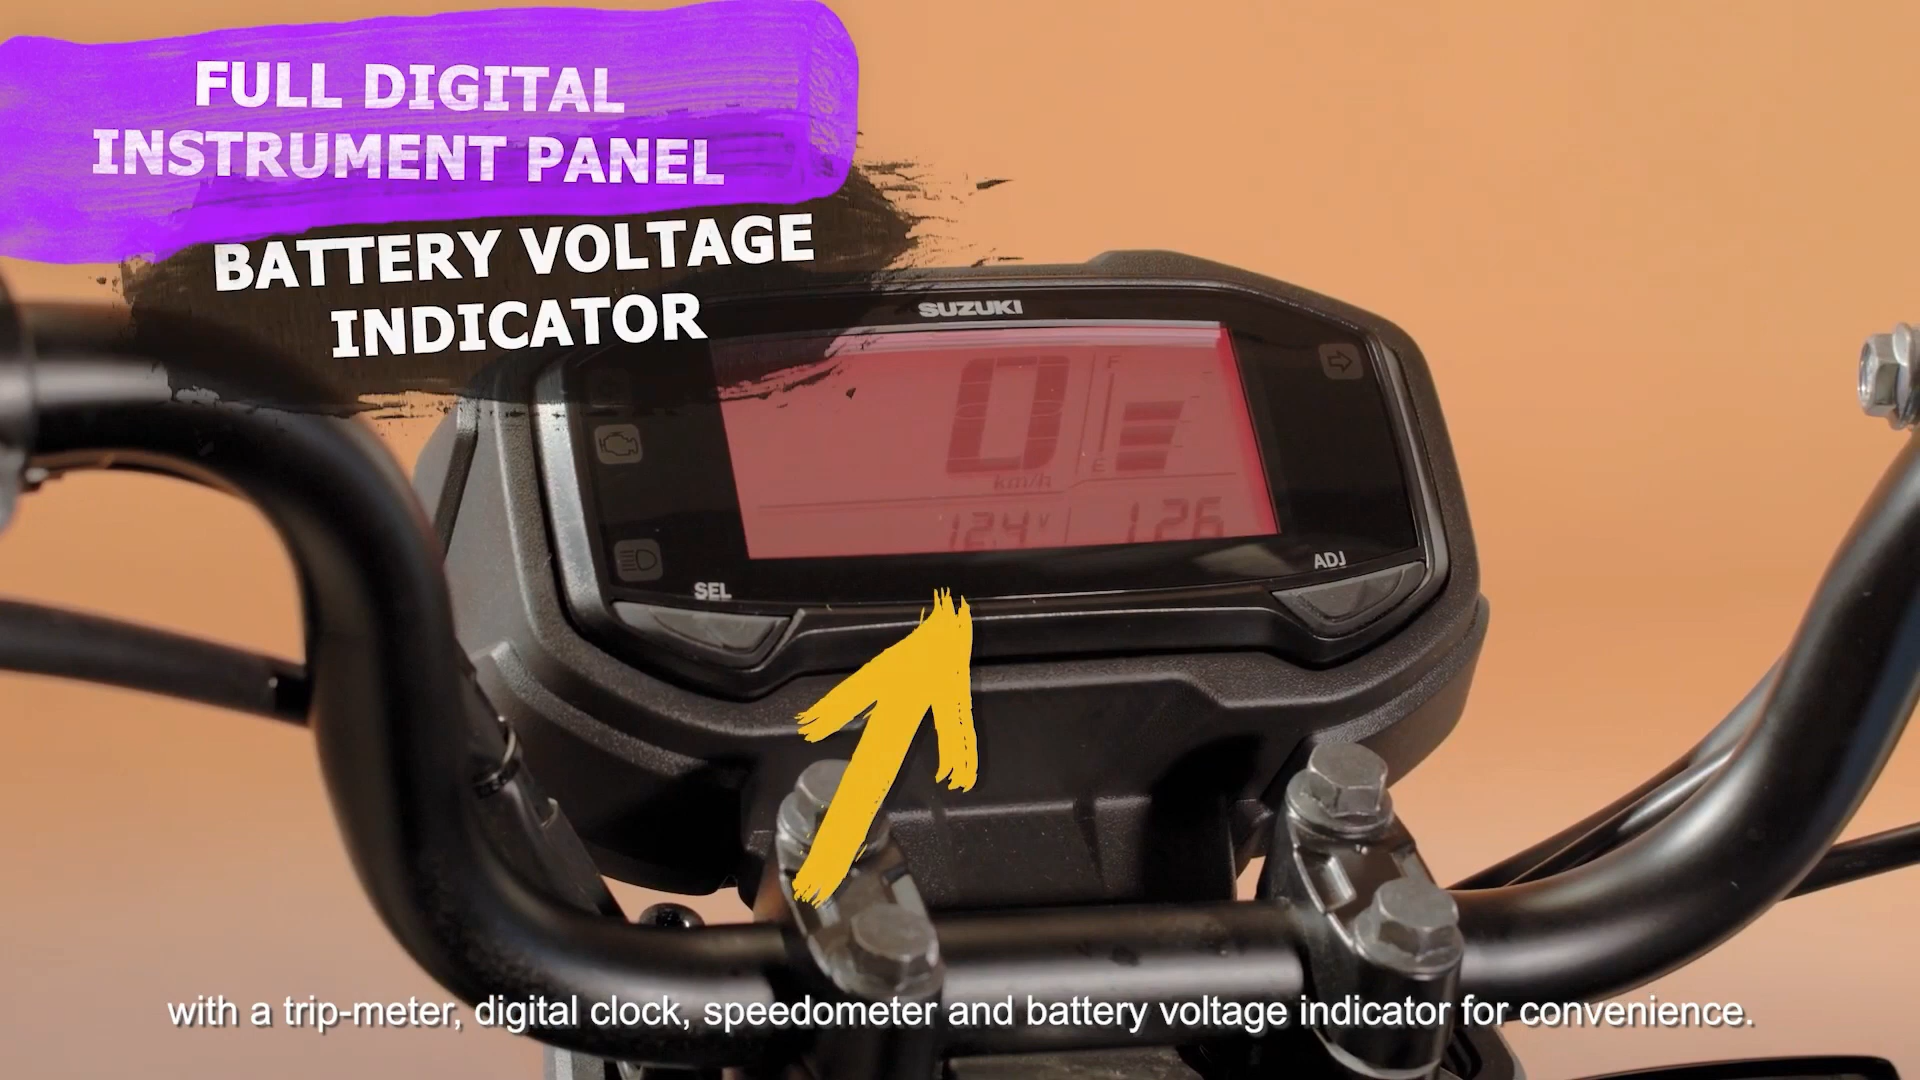 FULL DIGITAL
INSTRUMENT PANEL
BATTERY VOLTAGE
INDICATOR
SUZUKI
0
F
E
km/h
12.4 V
1:26
SEL
ADJ
with a trip-meter, digital clock, speedometer and battery voltage indicator for convenience.